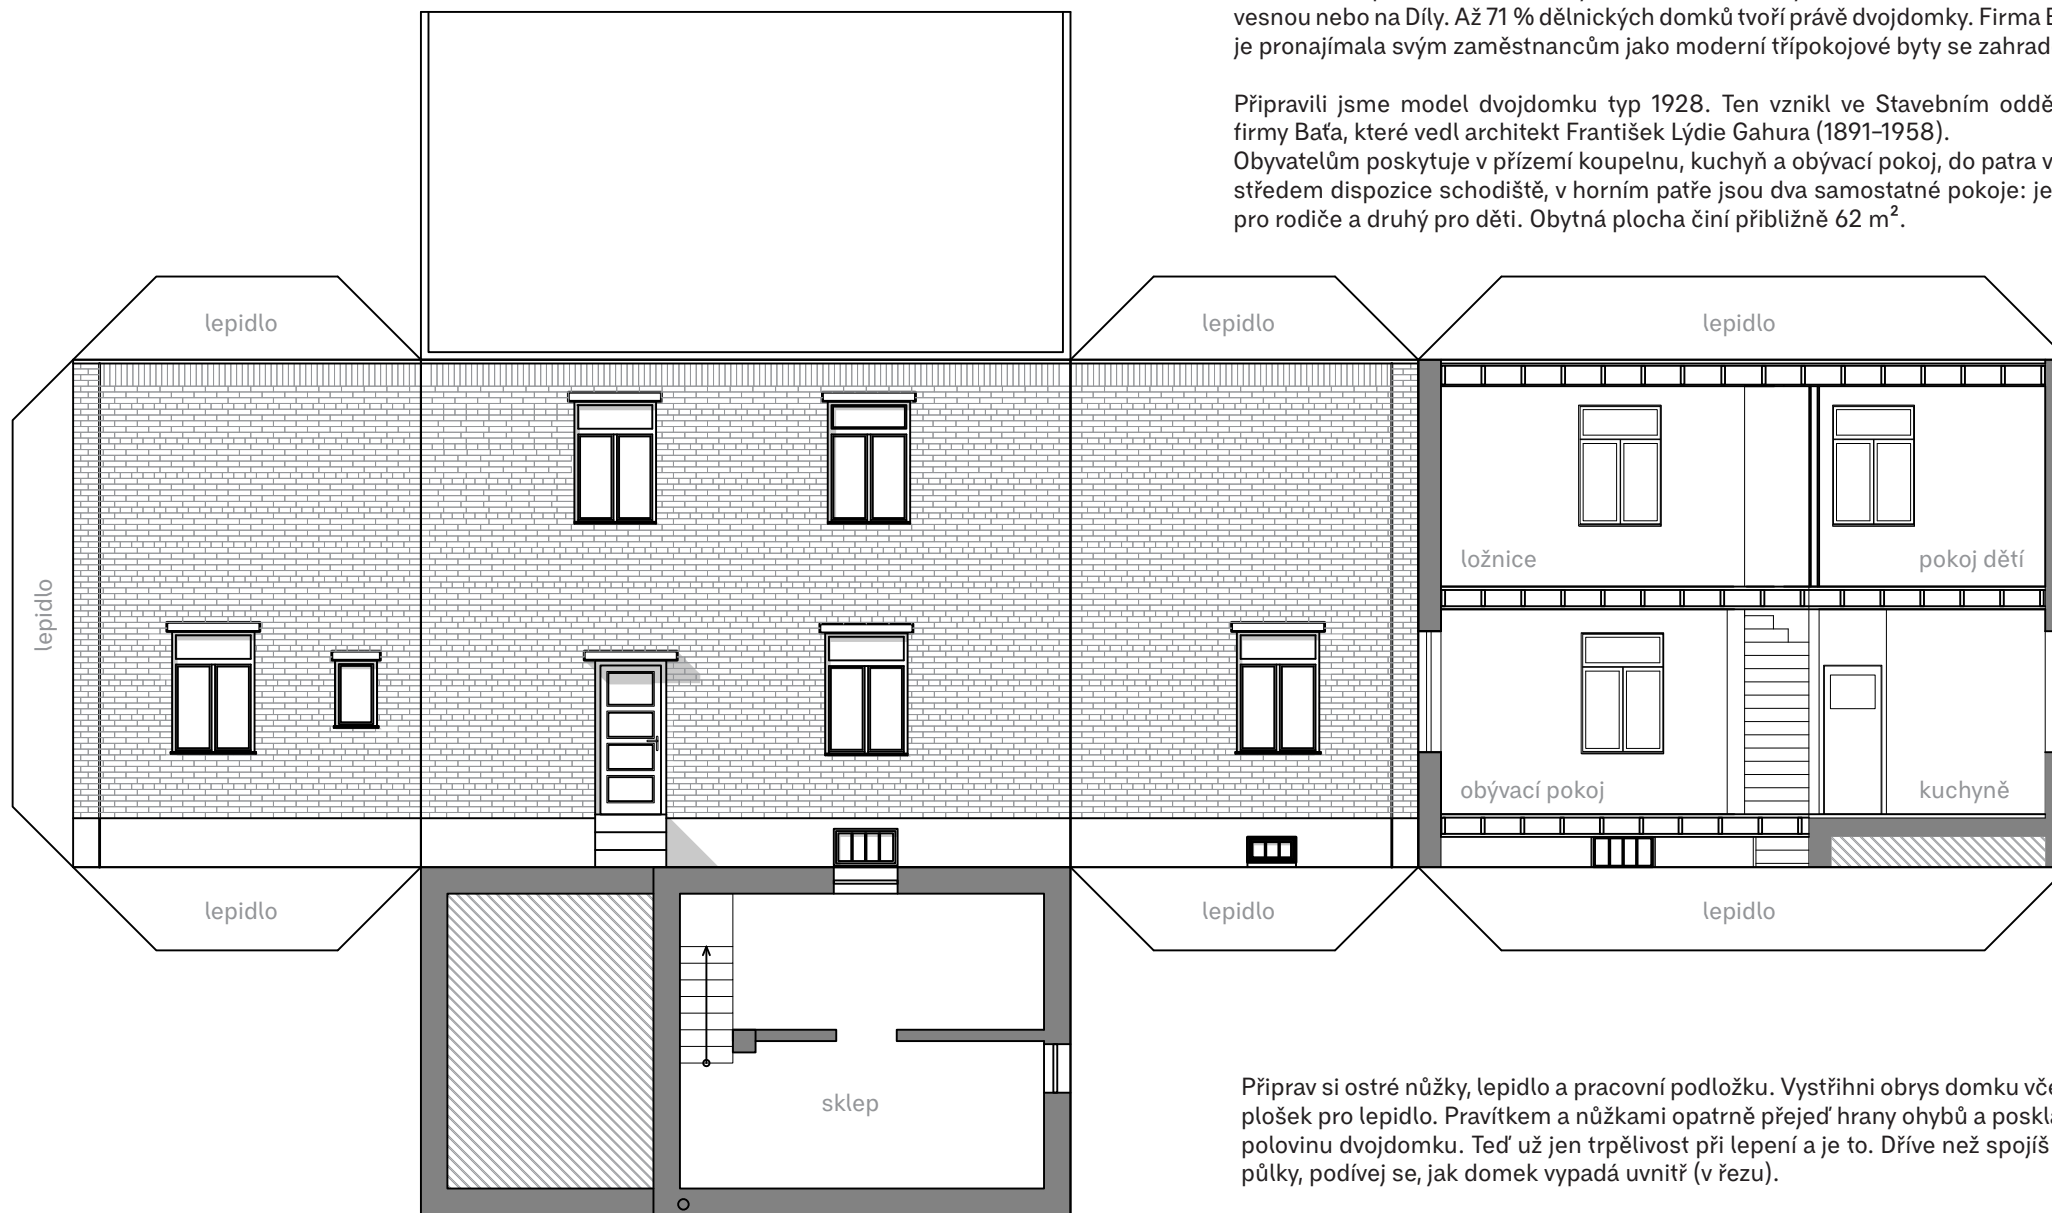 vesnou nebo na Díly. Až 71 % dělnických domků tvoří právě dvojdomky. Firma
je pronajímala svým zaměstnancům jako moderní třípokojové byty se zahrad
Připravili jsme model dvojdomku typ 1928. Ten vznikl ve Stavebním oddě
firmy Baťa, které vedl architekt František Lýdie Gahura (1891–1958).
Obyvatelům poskytuje v přízemí koupelnu, kuchyň a obývací pokoj, do patra v
středem dispozice schodiště, v horním patře jsou dva samostatné pokoje: je
pro rodiče a druhý pro děti. Obytná plocha činí přibližně 62 m².
lepidlo
lepidlo
lepidlo
lepidlo
ložnice
pokoj dětí
obývací pokoj
kuchyně
lepidlo
lepidlo
lepidlo
sklep
Připrav si ostré nůžky, lepidlo a pracovní podložku. Vystřihni obrys domku vče
plošek pro lepidlo. Pravítkem a nůžkami opatrně přejeď hrany ohybů a poskla
polovinu dvojdomku. Teď už jen trpělivost při lepení a je to. Dříve než spojíš
půlky, podívej se, jak domek vypadá uvnitř (v řezu).